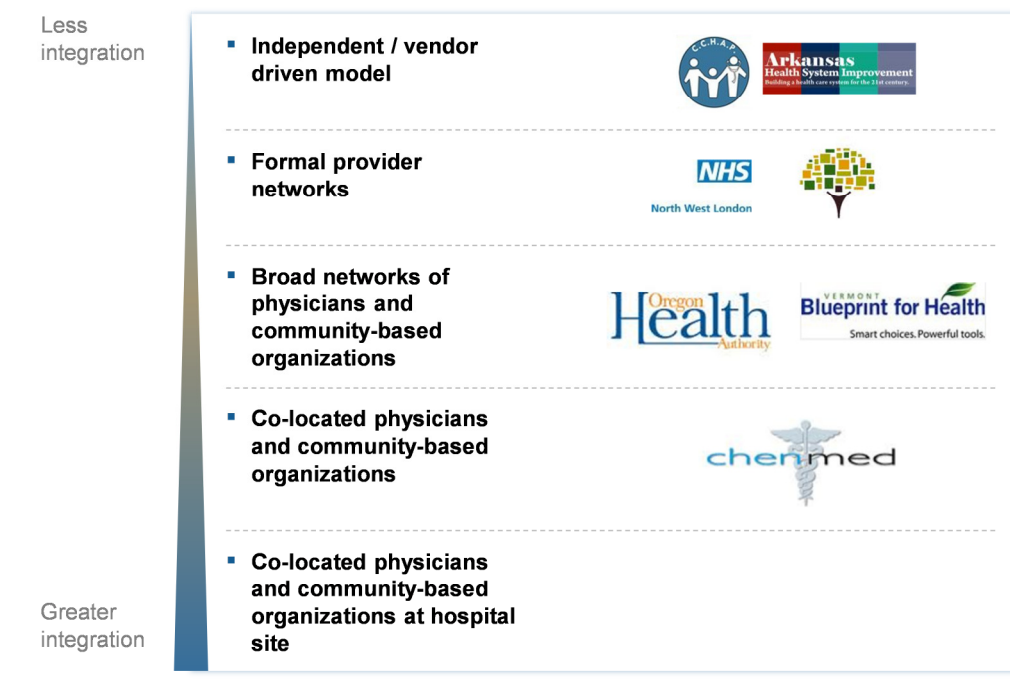 Less
integration
Independent / vendor
driven model
C.C.H.A.P.
Arkansas
Health System Improvement
Building a health care system for the 21st century.
Formal provider
networks
NHS
North West London
Broad networks of
physicians and
community-based
organizations
Oregon
Health
Authority
VERMONT
Blueprint for Health
Smart choices. Powerful tools.
Co-located physicians
and community-based
organizations
chenmed
Co-located physicians
and community-based
organizations at hospital
site
Greater
integration